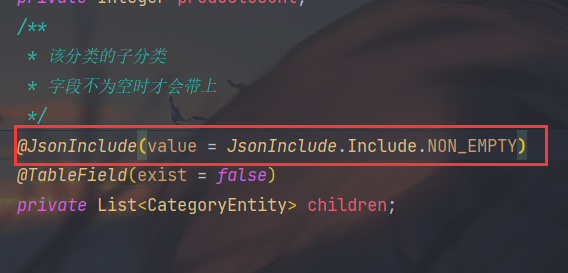 private Integer productCount;
/**
* 该分类的子分类
* 字段不为空时才会带上
*/
@JsonInclude(value = JsonInclude.Include.NON_EMPTY)
@TableField(exist = false)
private List<CategoryEntity> children;